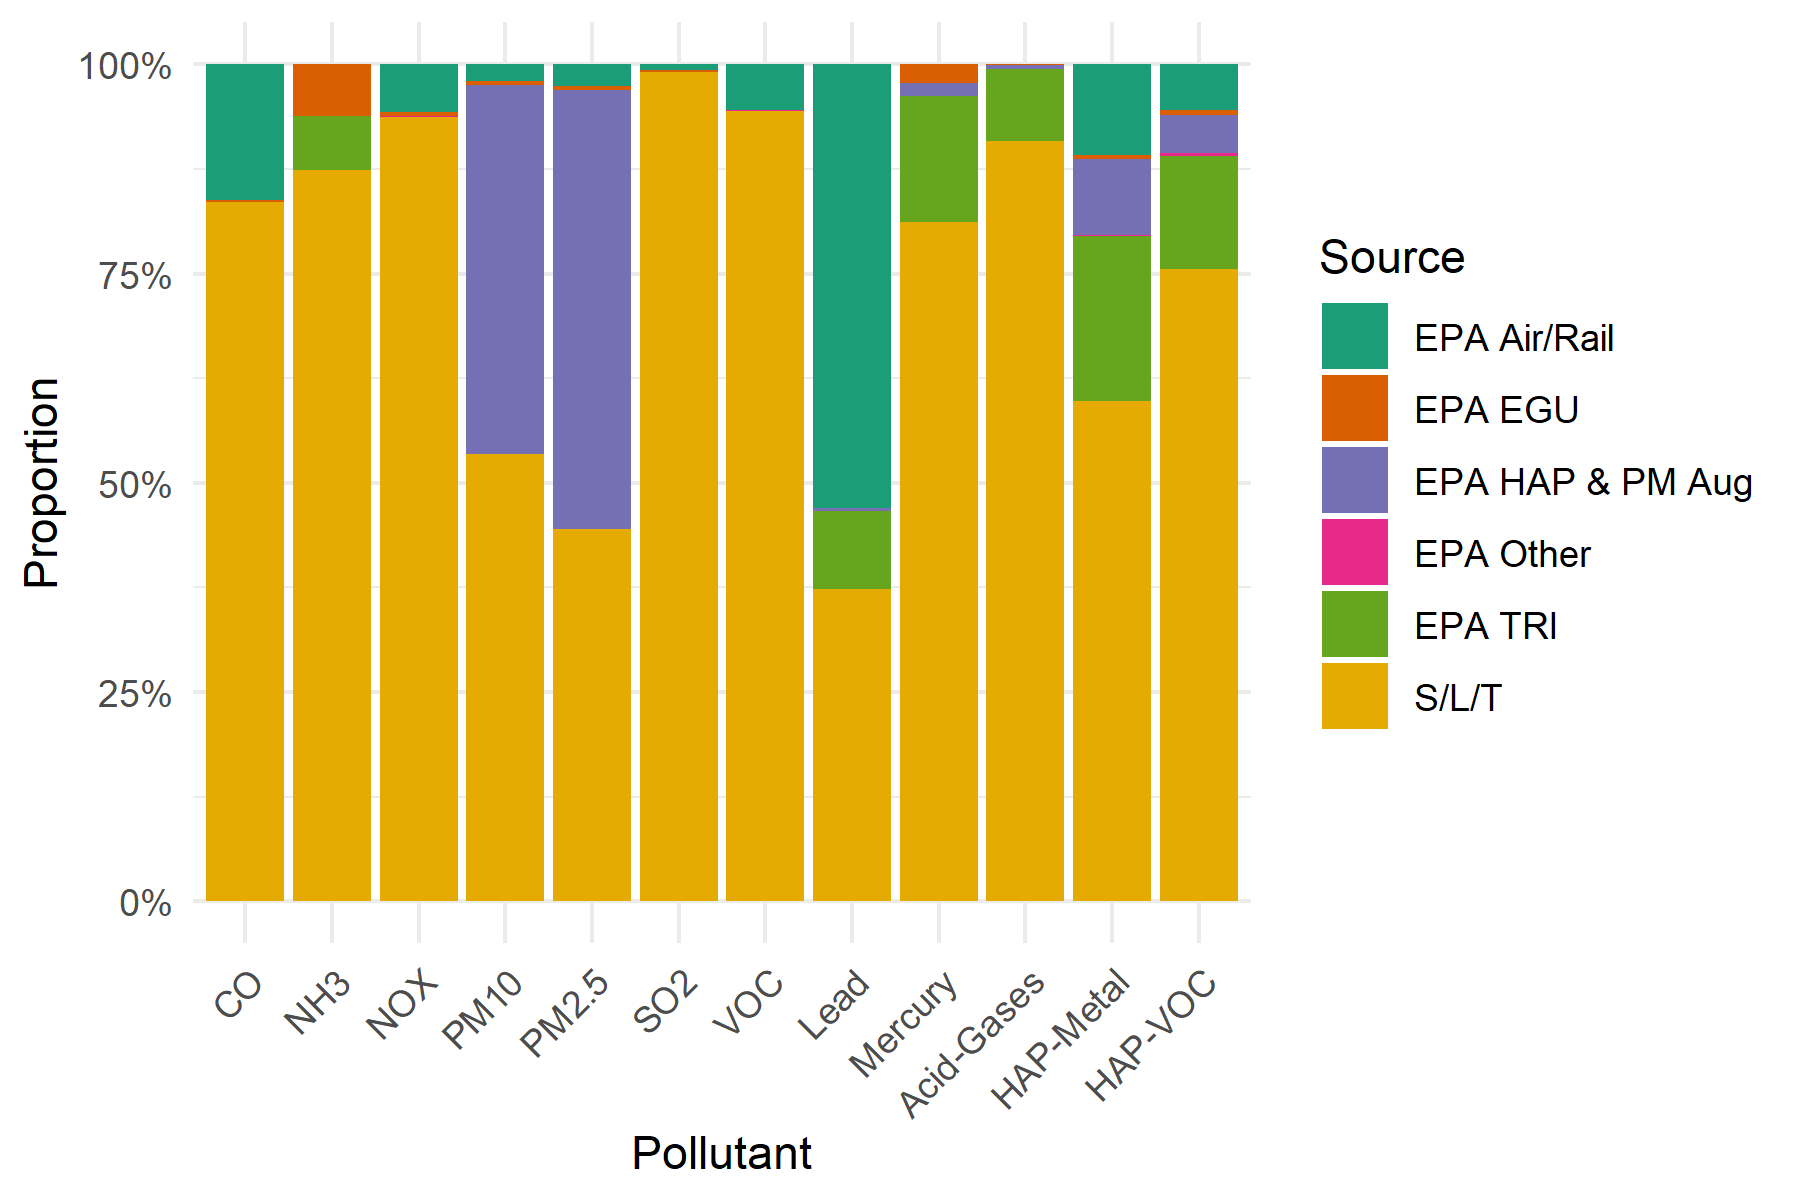 100%
75%
50%
25%
0%
Proportion
CO
NH3
NOX
PM10
PM2.5
SO2
VOC
Lead
Mercury
Acid-Gases
HAP-Metal
HAP-VOC
Pollutant
Source
EPA Air/Rail
EPA EGU
EPA HAP & PM Aug
EPA Other
EPA TRI
S/L/T